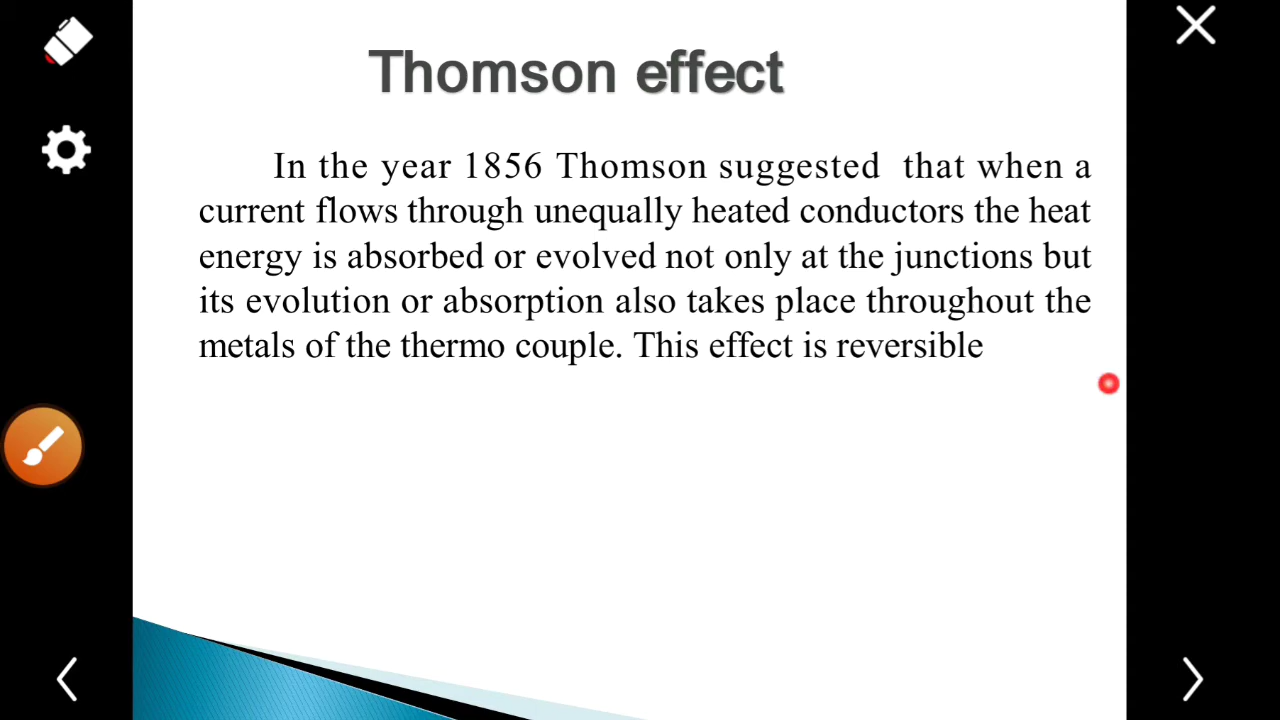 Thomson effect
In the year 1856 Thomson suggested that when a
current flows through unequally heated conductors the heat
energy is absorbed or evolved not only at the junctions but
its evolution or absorption also takes place throughout the
metals of the thermo couple. This effect is reversible